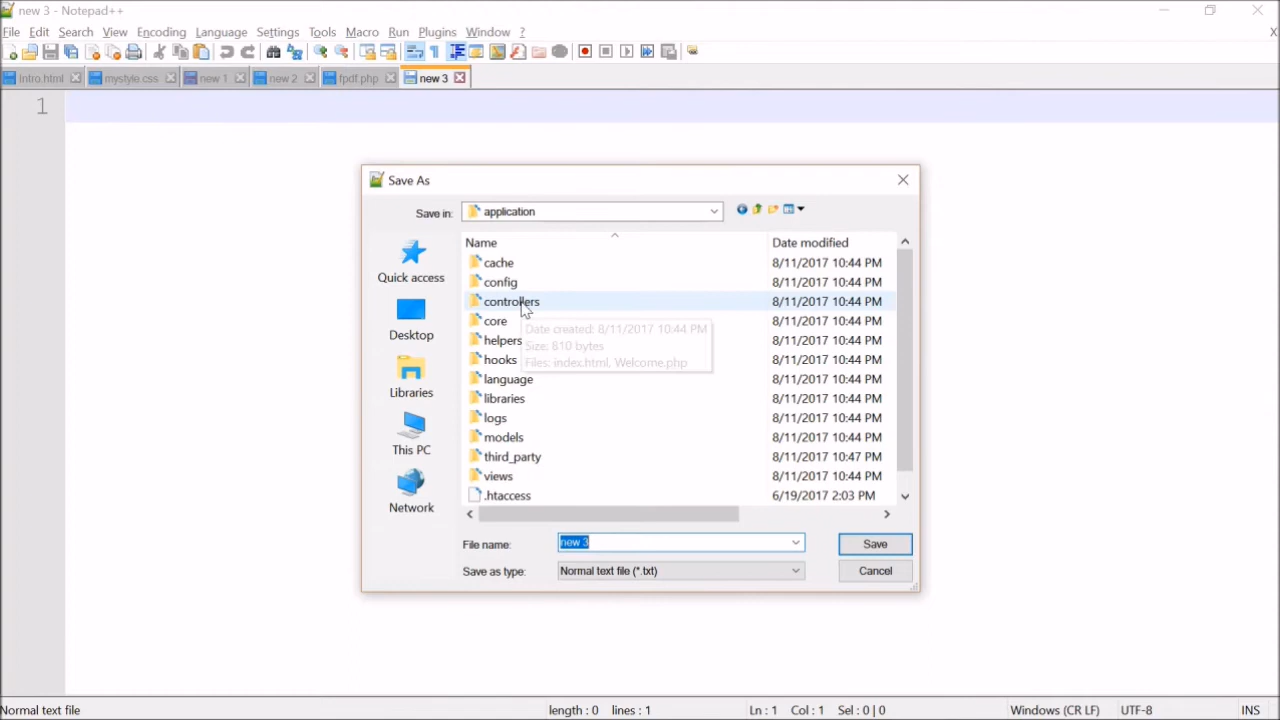 new 3 - Notepad++
File Edit Search View Encoding Language Settings Tools Macro Run Plugins Window ? X
intro.html mystyle.css new 1 new 2 fpdf.php new 3
1
Save As
Save in: application
Name Date modified
cache 8/11/2017 10:44 PM
config 8/11/2017 10:44 PM
controllers 8/11/2017 10:44 PM
core 8/11/2017 10:44 PM
helpers 8/11/2017 10:44 PM
hooks 8/11/2017 10:44 PM
language 8/11/2017 10:44 PM
libraries 8/11/2017 10:44 PM
logs 8/11/2017 10:44 PM
models 8/11/2017 10:44 PM
third_party 8/11/2017 10:47 PM
views 8/11/2017 10:44 PM
.htaccess 6/19/2017 2:03 PM
Date created: 8/11/2017 10:44 PM
Size: 810 bytes
Files: index.html, Welcome.php
Quick access
Desktop
Libraries
This PC
Network
File name: new 3 Save
Save as type: Normal text file (*.txt) Cancel
Normal text file length : 0 lines : 1 Ln : 1 Col : 1 Sel : 0 | 0 Windows (CR LF) UTF-8 INS